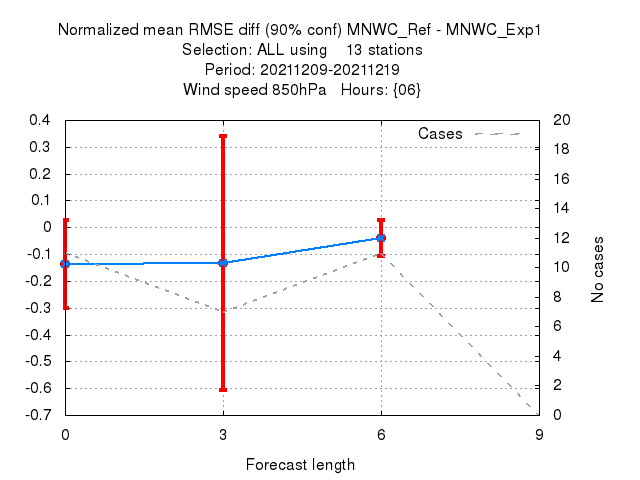 Normalized mean RMSE diff (90% conf) MNWC_Ref - MNWC_Exp1
Selection: ALL using 13 stations
Period: 20211209-20211219
Wind speed 850hPa Hours: {06}
Cases
0.4
0.3
0.2
0.1
0
-0.1
-0.2
-0.3
-0.4
-0.5
-0.6
-0.7
20
18
16
14
12
10
8
6
4
2
0
No cases
0 3 6 9
Forecast length